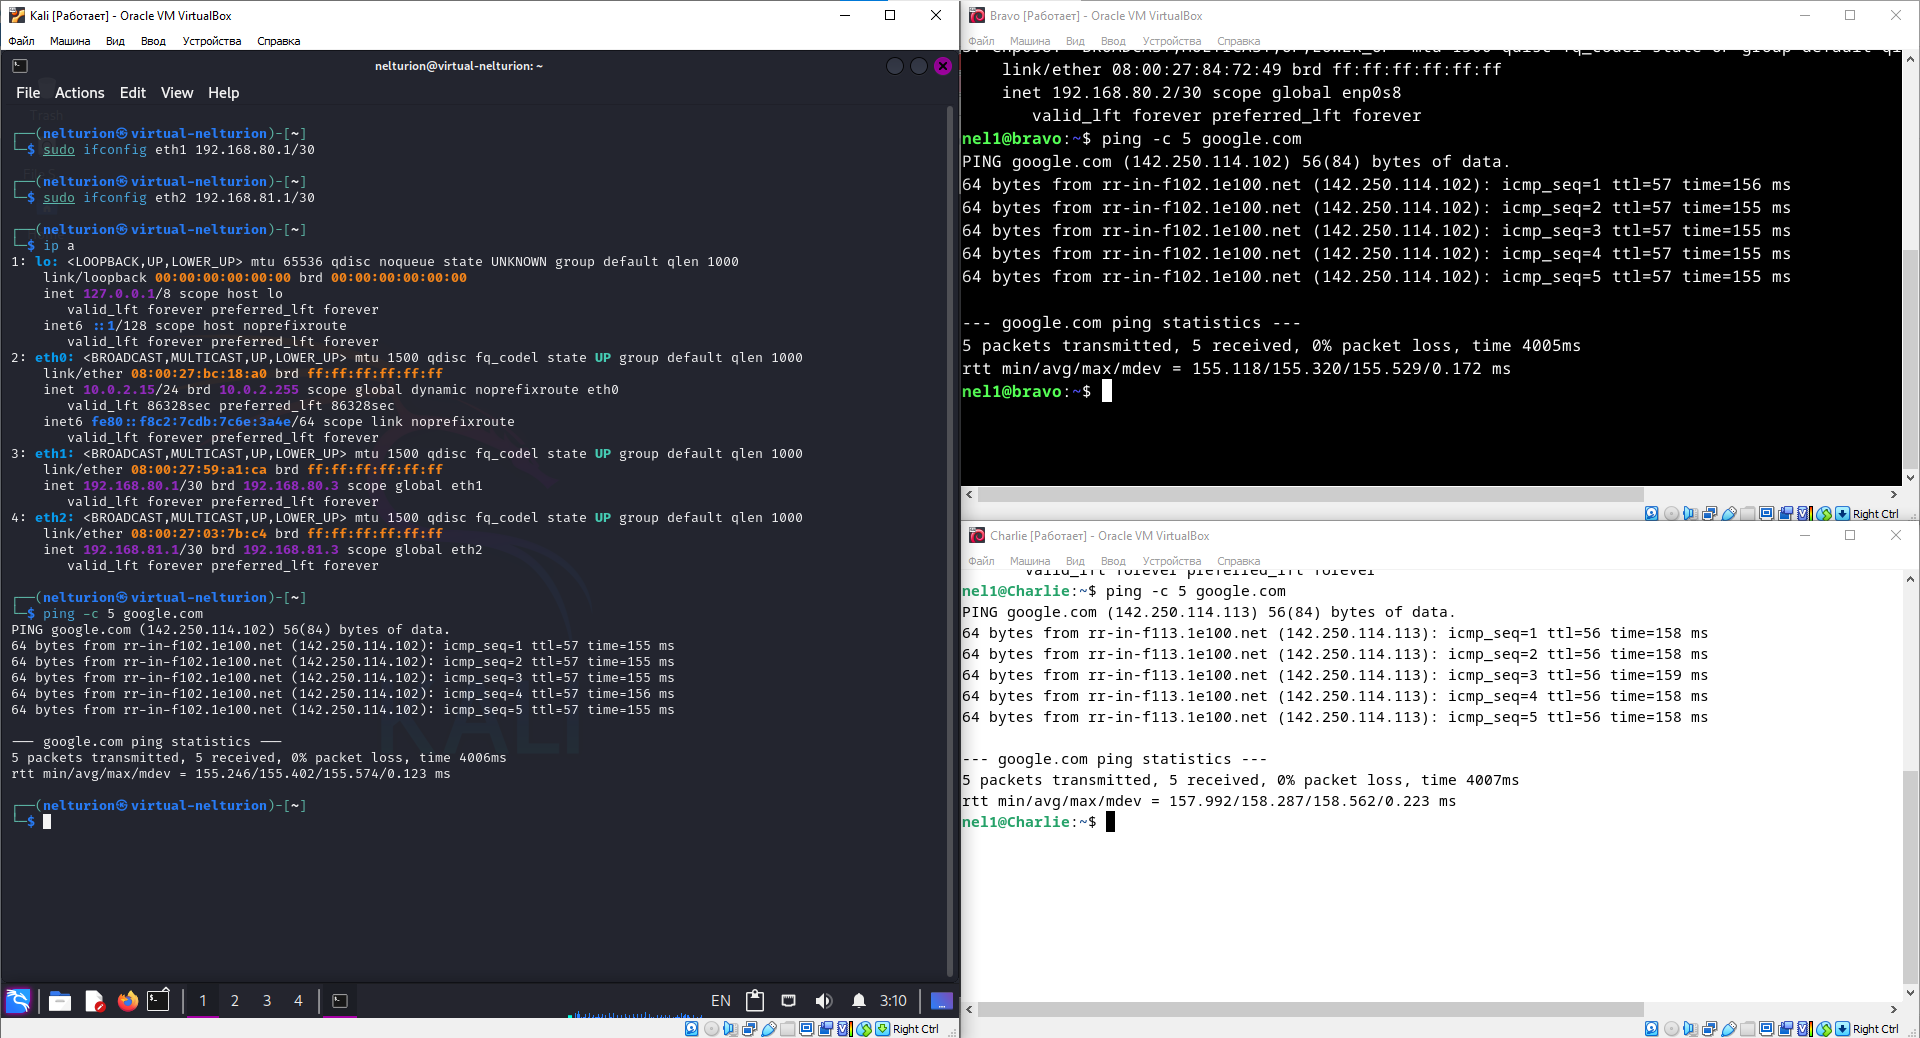 Kali [Работает] - Oracle VM VirtualBox
Файл Машина Вид Ввод Устройства Справка
nelturion@virtual-nelturion: ~
File Actions Edit View Help
┌──(nelturion㉿virtual-nelturion)-[~]
└─$ sudo ifconfig eth1 192.168.80.1/30
┌──(nelturion㉿virtual-nelturion)-[~]
└─$ sudo ifconfig eth2 192.168.81.1/30
┌──(nelturion㉿virtual-nelturion)-[~]
└─$ ip a
1: lo: <LOOPBACK,UP,LOWER_UP> mtu 65536 qdisc noqueue state UNKNOWN group default qlen 1000
link/loopback 00:00:00:00:00:00 brd 00:00:00:00:00:00
inet 127.0.0.1/8 scope host lo
valid_lft forever preferred_lft forever
inet6 ::1/128 scope host noprefixroute
valid_lft forever preferred_lft forever
2: eth0: <BROADCAST,MULTICAST,UP,LOWER_UP> mtu 1500 qdisc fq_codel state UP group default qlen 1000
link/ether 08:00:27:bc:18:a0 brd ff:ff:ff:ff:ff:ff
inet 10.0.2.15/24 brd 10.0.2.255 scope global dynamic noprefixroute eth0
valid_lft 86328sec preferred_lft 86328sec
inet6 fe80::f8c2:7cdb:7c6e:3a4e/64 scope link noprefixroute
valid_lft forever preferred_lft forever
3: eth1: <BROADCAST,MULTICAST,UP,LOWER_UP> mtu 1500 qdisc fq_codel state UP group default qlen 1000
link/ether 08:00:27:59:a1:ca brd ff:ff:ff:ff:ff:ff
inet 192.168.80.1/30 brd 192.168.80.3 scope global eth1
valid_lft forever preferred_lft forever
4: eth2: <BROADCAST,MULTICAST,UP,LOWER_UP> mtu 1500 qdisc fq_codel state UP group default qlen 1000
link/ether 08:00:27:03:7b:c4 brd ff:ff:ff:ff:ff:ff
inet 192.168.81.1/30 brd 192.168.81.3 scope global eth2
valid_lft forever preferred_lft forever
┌──(nelturion㉿virtual-nelturion)-[~]
└─$ ping -c 5 google.com
PING google.com (142.250.114.102) 56(84) bytes of data.
64 bytes from rr-in-f102.1e100.net (142.250.114.102): icmp_seq=1 ttl=57 time=155 ms
64 bytes from rr-in-f102.1e100.net (142.250.114.102): icmp_seq=2 ttl=57 time=155 ms
64 bytes from rr-in-f102.1e100.net (142.250.114.102): icmp_seq=3 ttl=57 time=155 ms
64 bytes from rr-in-f102.1e100.net (142.250.114.102): icmp_seq=4 ttl=57 time=156 ms
64 bytes from rr-in-f102.1e100.net (142.250.114.102): icmp_seq=5 ttl=57 time=155 ms
--- google.com ping statistics ---
5 packets transmitted, 5 received, 0% packet loss, time 4006ms
rtt min/avg/max/mdev = 155.246/155.402/155.574/0.123 ms
┌──(nelturion㉿virtual-nelturion)-[~]
└─$
KALI
1 2 3 4 EN 3:10
Right Ctrl
Bravo [Работает] - Oracle VM VirtualBox
Файл Машина Вид Ввод Устройства Справка
link/ether 08:00:27:84:72:49 brd ff:ff:ff:ff:ff:ff
inet 192.168.80.2/30 scope global enp0s8
valid_lft forever preferred_lft forever
nel1@bravo:~$ ping -c 5 google.com
PING google.com (142.250.114.102) 56(84) bytes of data.
64 bytes from rr-in-f102.1e100.net (142.250.114.102): icmp_seq=1 ttl=57 time=156 ms
64 bytes from rr-in-f102.1e100.net (142.250.114.102): icmp_seq=2 ttl=57 time=155 ms
64 bytes from rr-in-f102.1e100.net (142.250.114.102): icmp_seq=3 ttl=57 time=155 ms
64 bytes from rr-in-f102.1e100.net (142.250.114.102): icmp_seq=4 ttl=57 time=155 ms
64 bytes from rr-in-f102.1e100.net (142.250.114.102): icmp_seq=5 ttl=57 time=155 ms
--- google.com ping statistics ---
5 packets transmitted, 5 received, 0% packet loss, time 4005ms
rtt min/avg/max/mdev = 155.118/155.320/155.529/0.172 ms
nel1@bravo:~$
Right Ctrl
Charlie [Работает] - Oracle VM VirtualBox
Файл Машина Вид Ввод Устройства Справка
valid_lft forever preferred_lft forever
nel1@Charlie:~$ ping -c 5 google.com
PING google.com (142.250.114.113) 56(84) bytes of data.
64 bytes from rr-in-f113.1e100.net (142.250.114.113): icmp_seq=1 ttl=56 time=158 ms
64 bytes from rr-in-f113.1e100.net (142.250.114.113): icmp_seq=2 ttl=56 time=158 ms
64 bytes from rr-in-f113.1e100.net (142.250.114.113): icmp_seq=3 ttl=56 time=159 ms
64 bytes from rr-in-f113.1e100.net (142.250.114.113): icmp_seq=4 ttl=56 time=158 ms
64 bytes from rr-in-f113.1e100.net (142.250.114.113): icmp_seq=5 ttl=56 time=158 ms
--- google.com ping statistics ---
5 packets transmitted, 5 received, 0% packet loss, time 4007ms
rtt min/avg/max/mdev = 157.992/158.287/158.562/0.223 ms
nel1@Charlie:~$
Right Ctrl